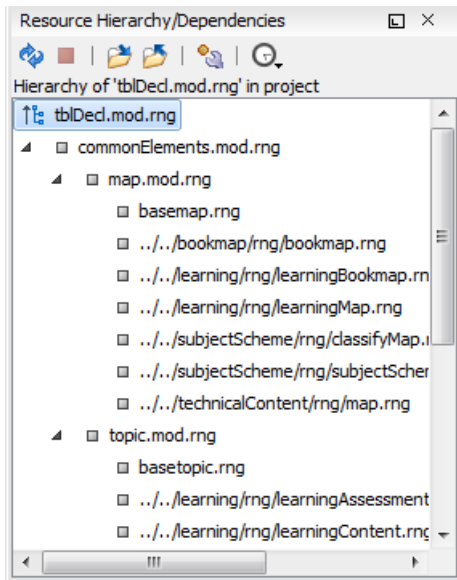 Resource Hierarchy/Dependencies
Hierarchy of 'tblDecl.mod.rng' in project
tblDecl.mod.rng
commonElements.mod.rng
map.mod.rng
basemap.rng
../../bookmap/rng/bookmap.rng
../../learning/rng/learningBookmap.rn
../../learning/rng/learningMap.rng
../../subjectScheme/rng/classifyMap.r
../../subjectScheme/rng/subjectScher
../../technicalContent/rng/map.rng
topic.mod.rng
basetopic.rng
../../learning/rng/learningAssessment
../../learning/rng/learningContent.rng